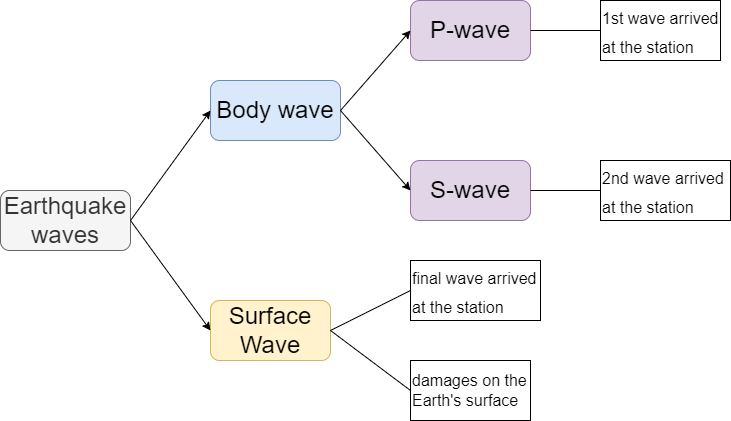 P-wave
1st wave arrived
at the station
Body wave
S-wave
2nd wave arrived
at the station
Earthquake
waves
final wave arrived
at the station
Surface
Wave
damages on the
Earth's surface